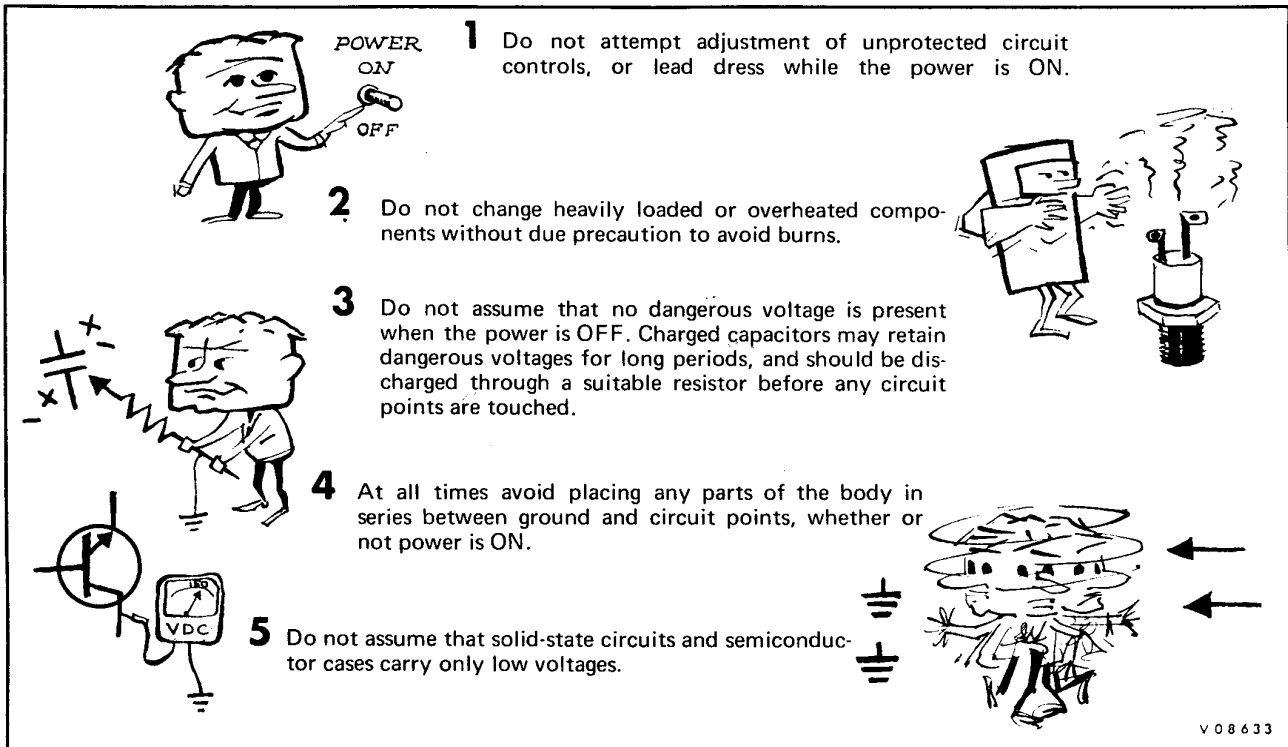 POWER
ON
OFF
1 Do not attempt adjustment of unprotected circuit
controls, or lead dress while the power is ON.
2 Do not change heavily loaded or overheated compo-
nents without due precaution to avoid burns.
3 Do not assume that no dangerous voltage is present
when the power is OFF. Charged capacitors may retain
dangerous voltages for long periods, and should be dis-
charged through a suitable resistor before any circuit
points are touched.
4 At all times avoid placing any parts of the body in
series between ground and circuit points, whether or
not power is ON.
150
VDC
5 Do not assume that solid-state circuits and semiconduc-
tor cases carry only low voltages.
V08633